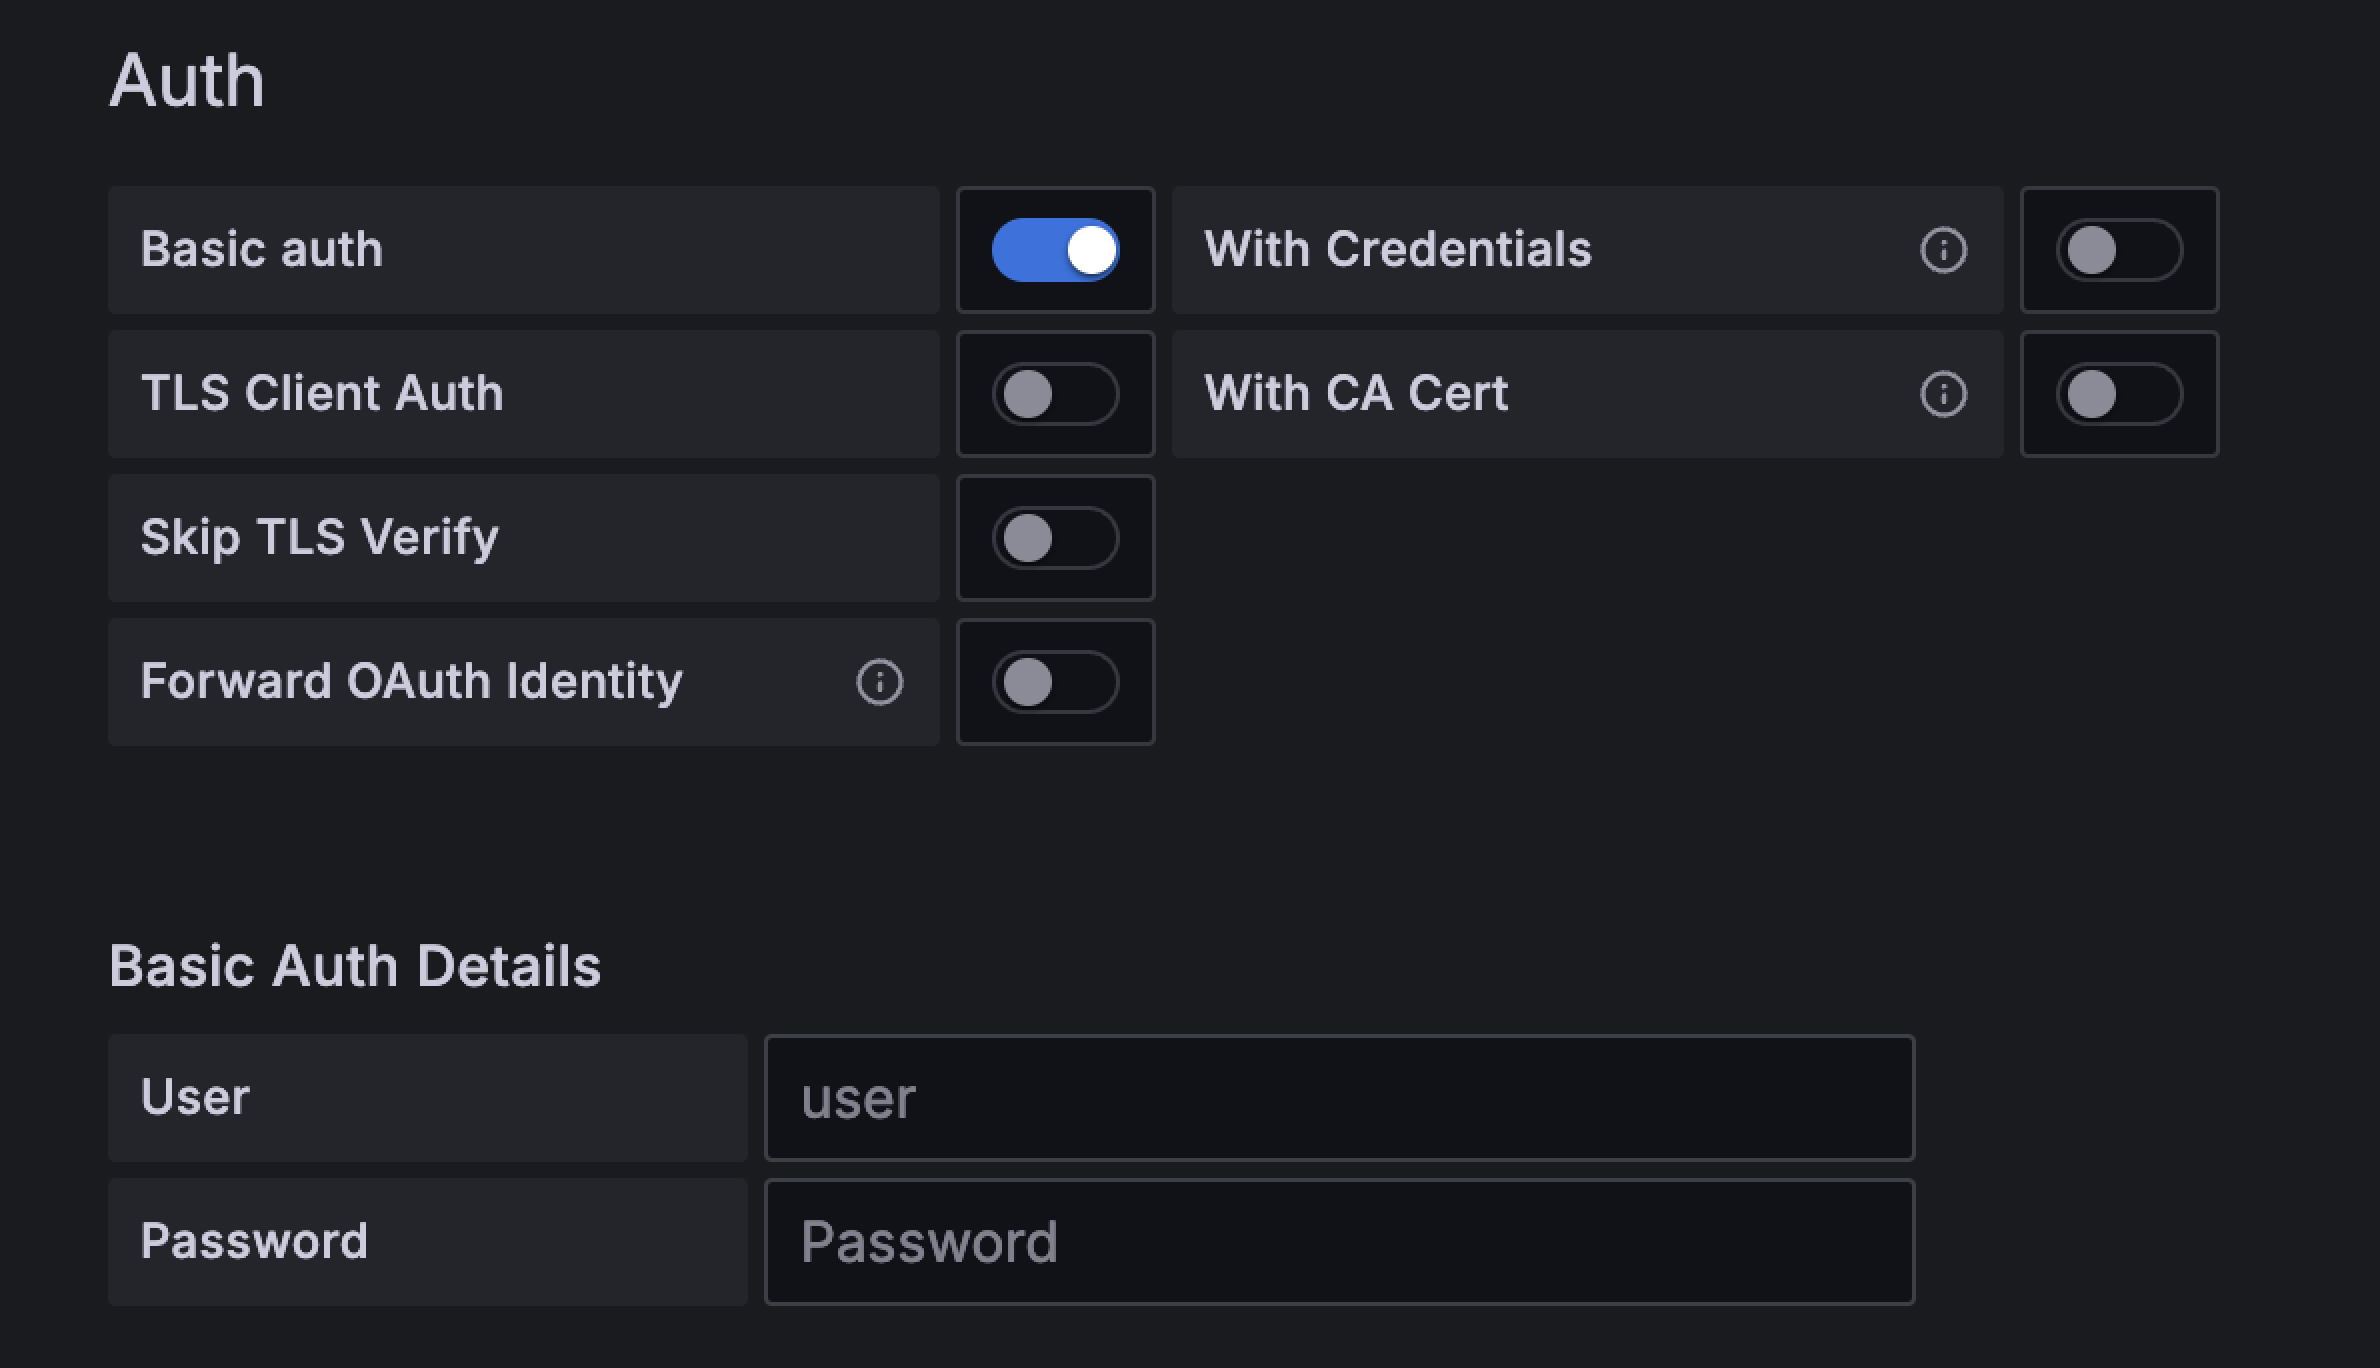 Auth
Basic auth
With Credentials
TLS Client Auth
With CA Cert
Skip TLS Verify
Forward OAuth Identity
Basic Auth Details
User
user
Password
Password